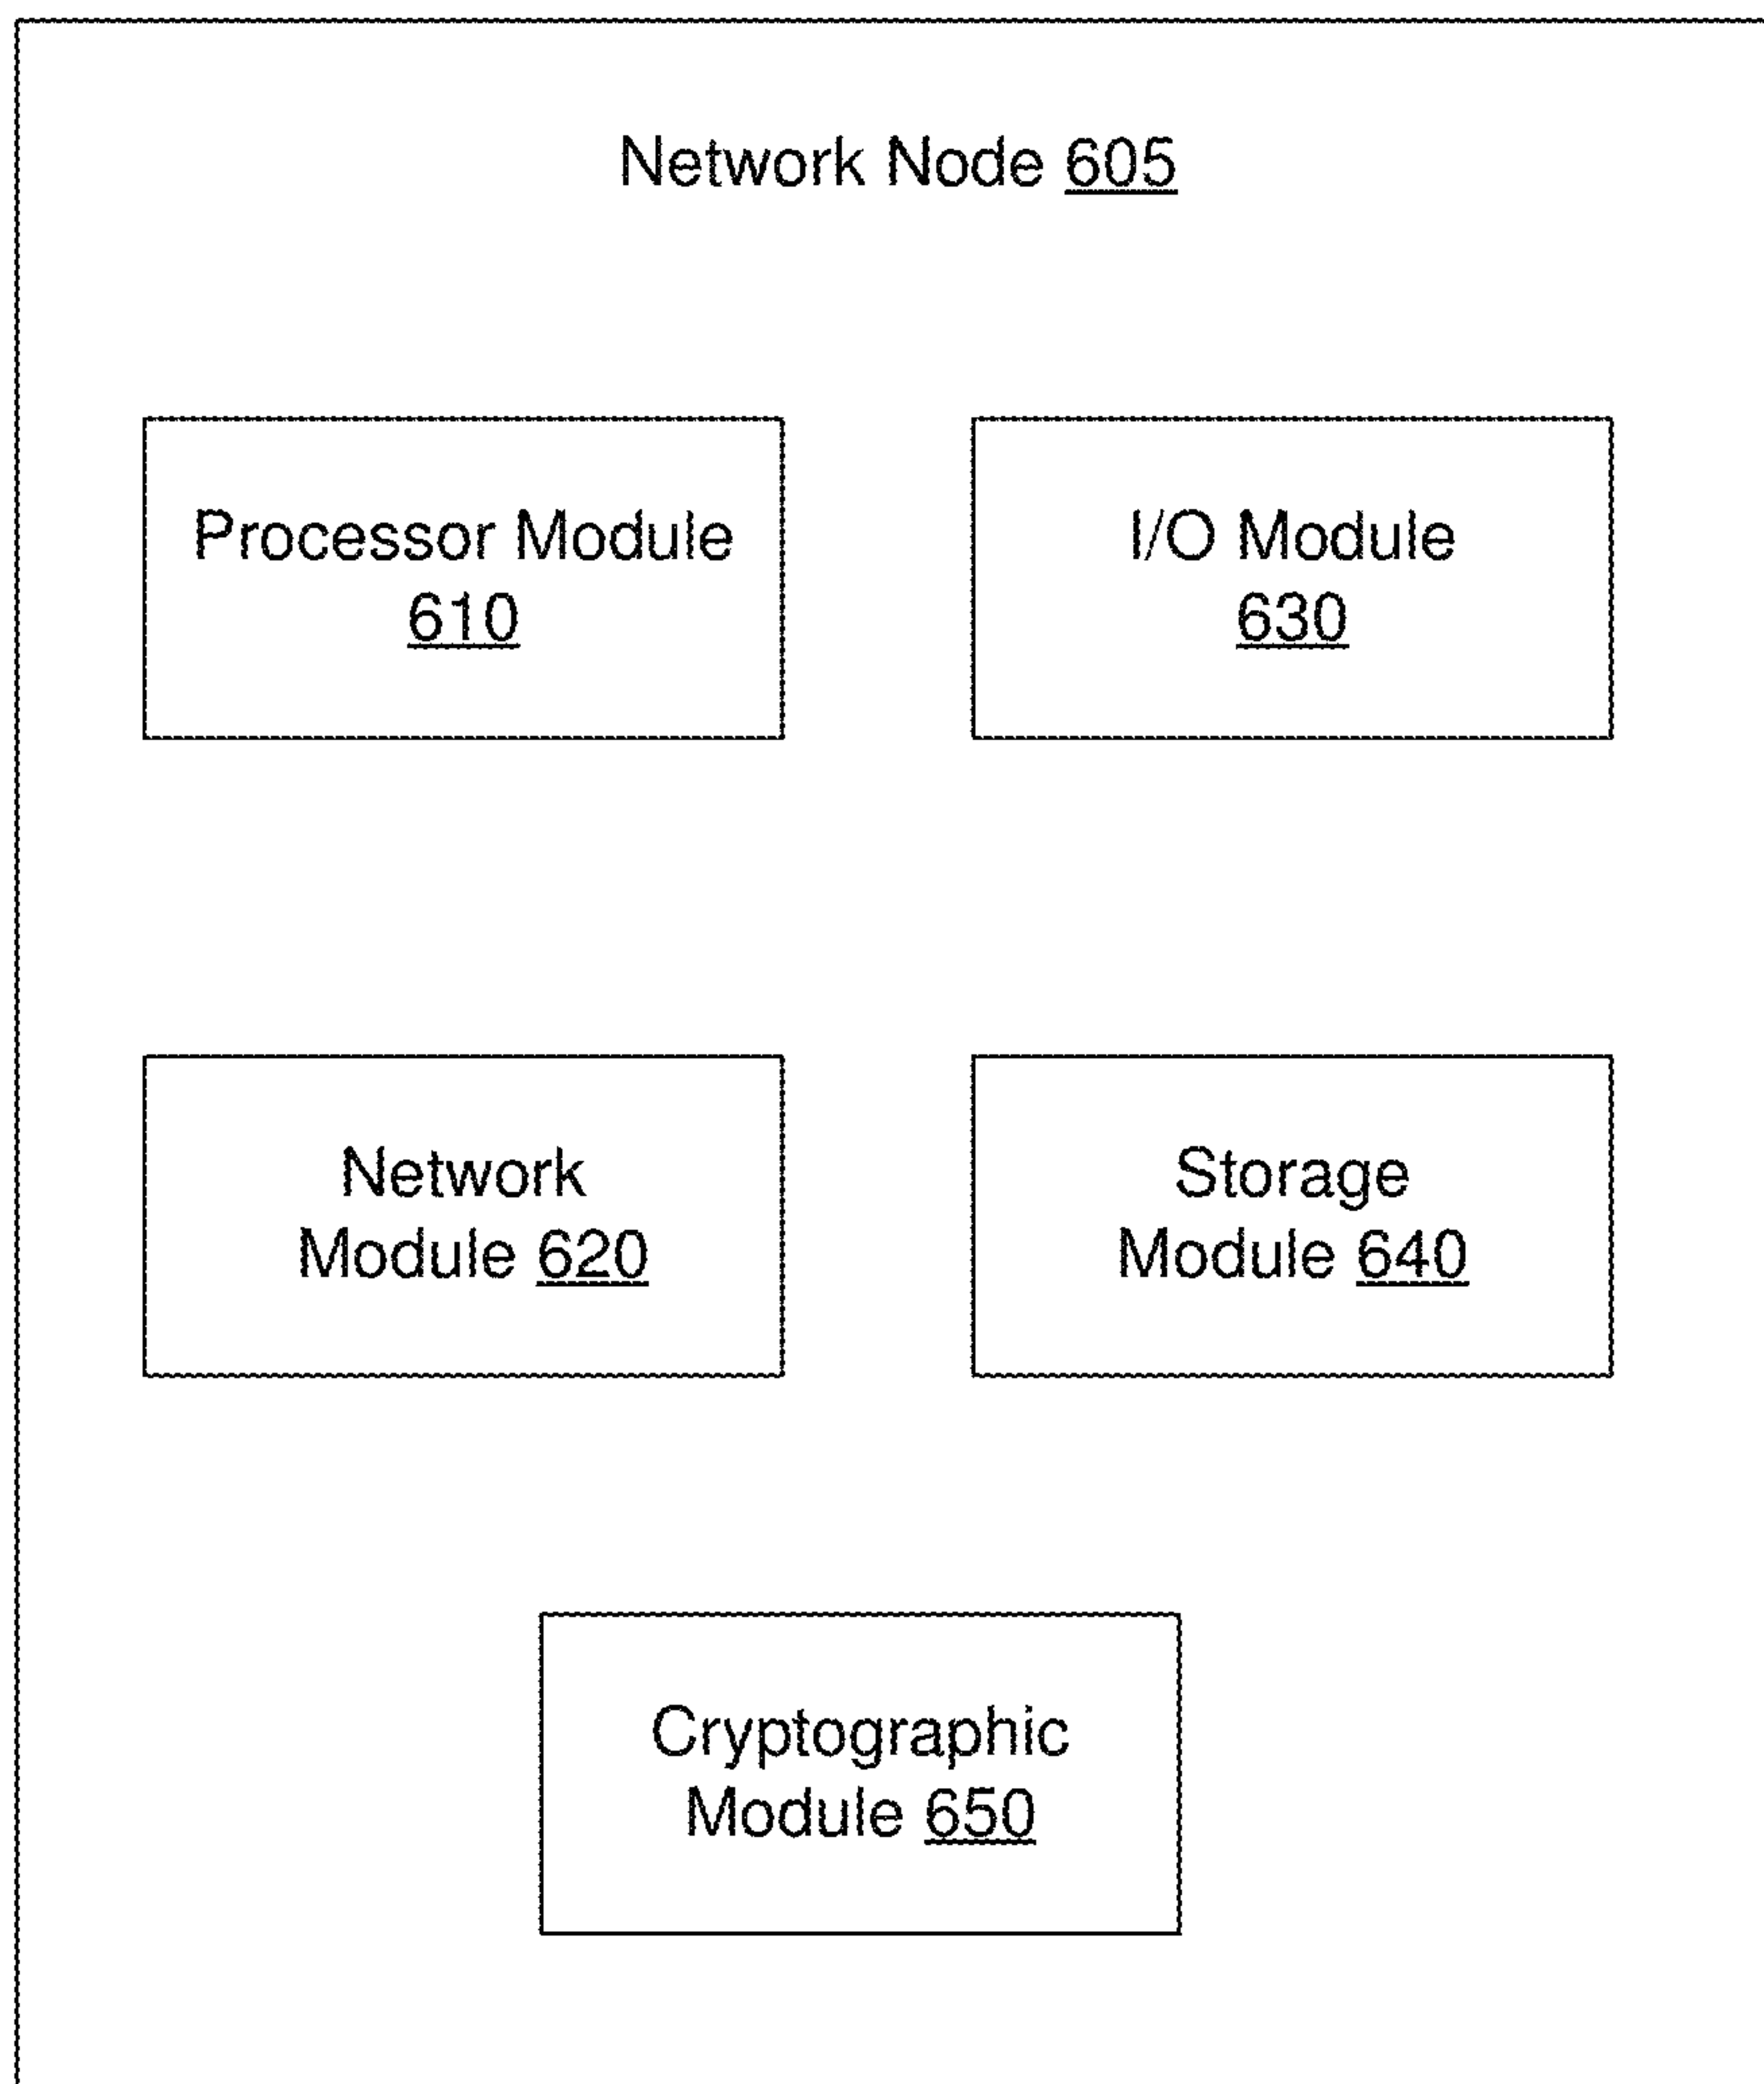 Network Node 605
Processor Module
610
I/O Module
630
Network
Module 620
Storage
Module 640
Cryptographic
Module 650